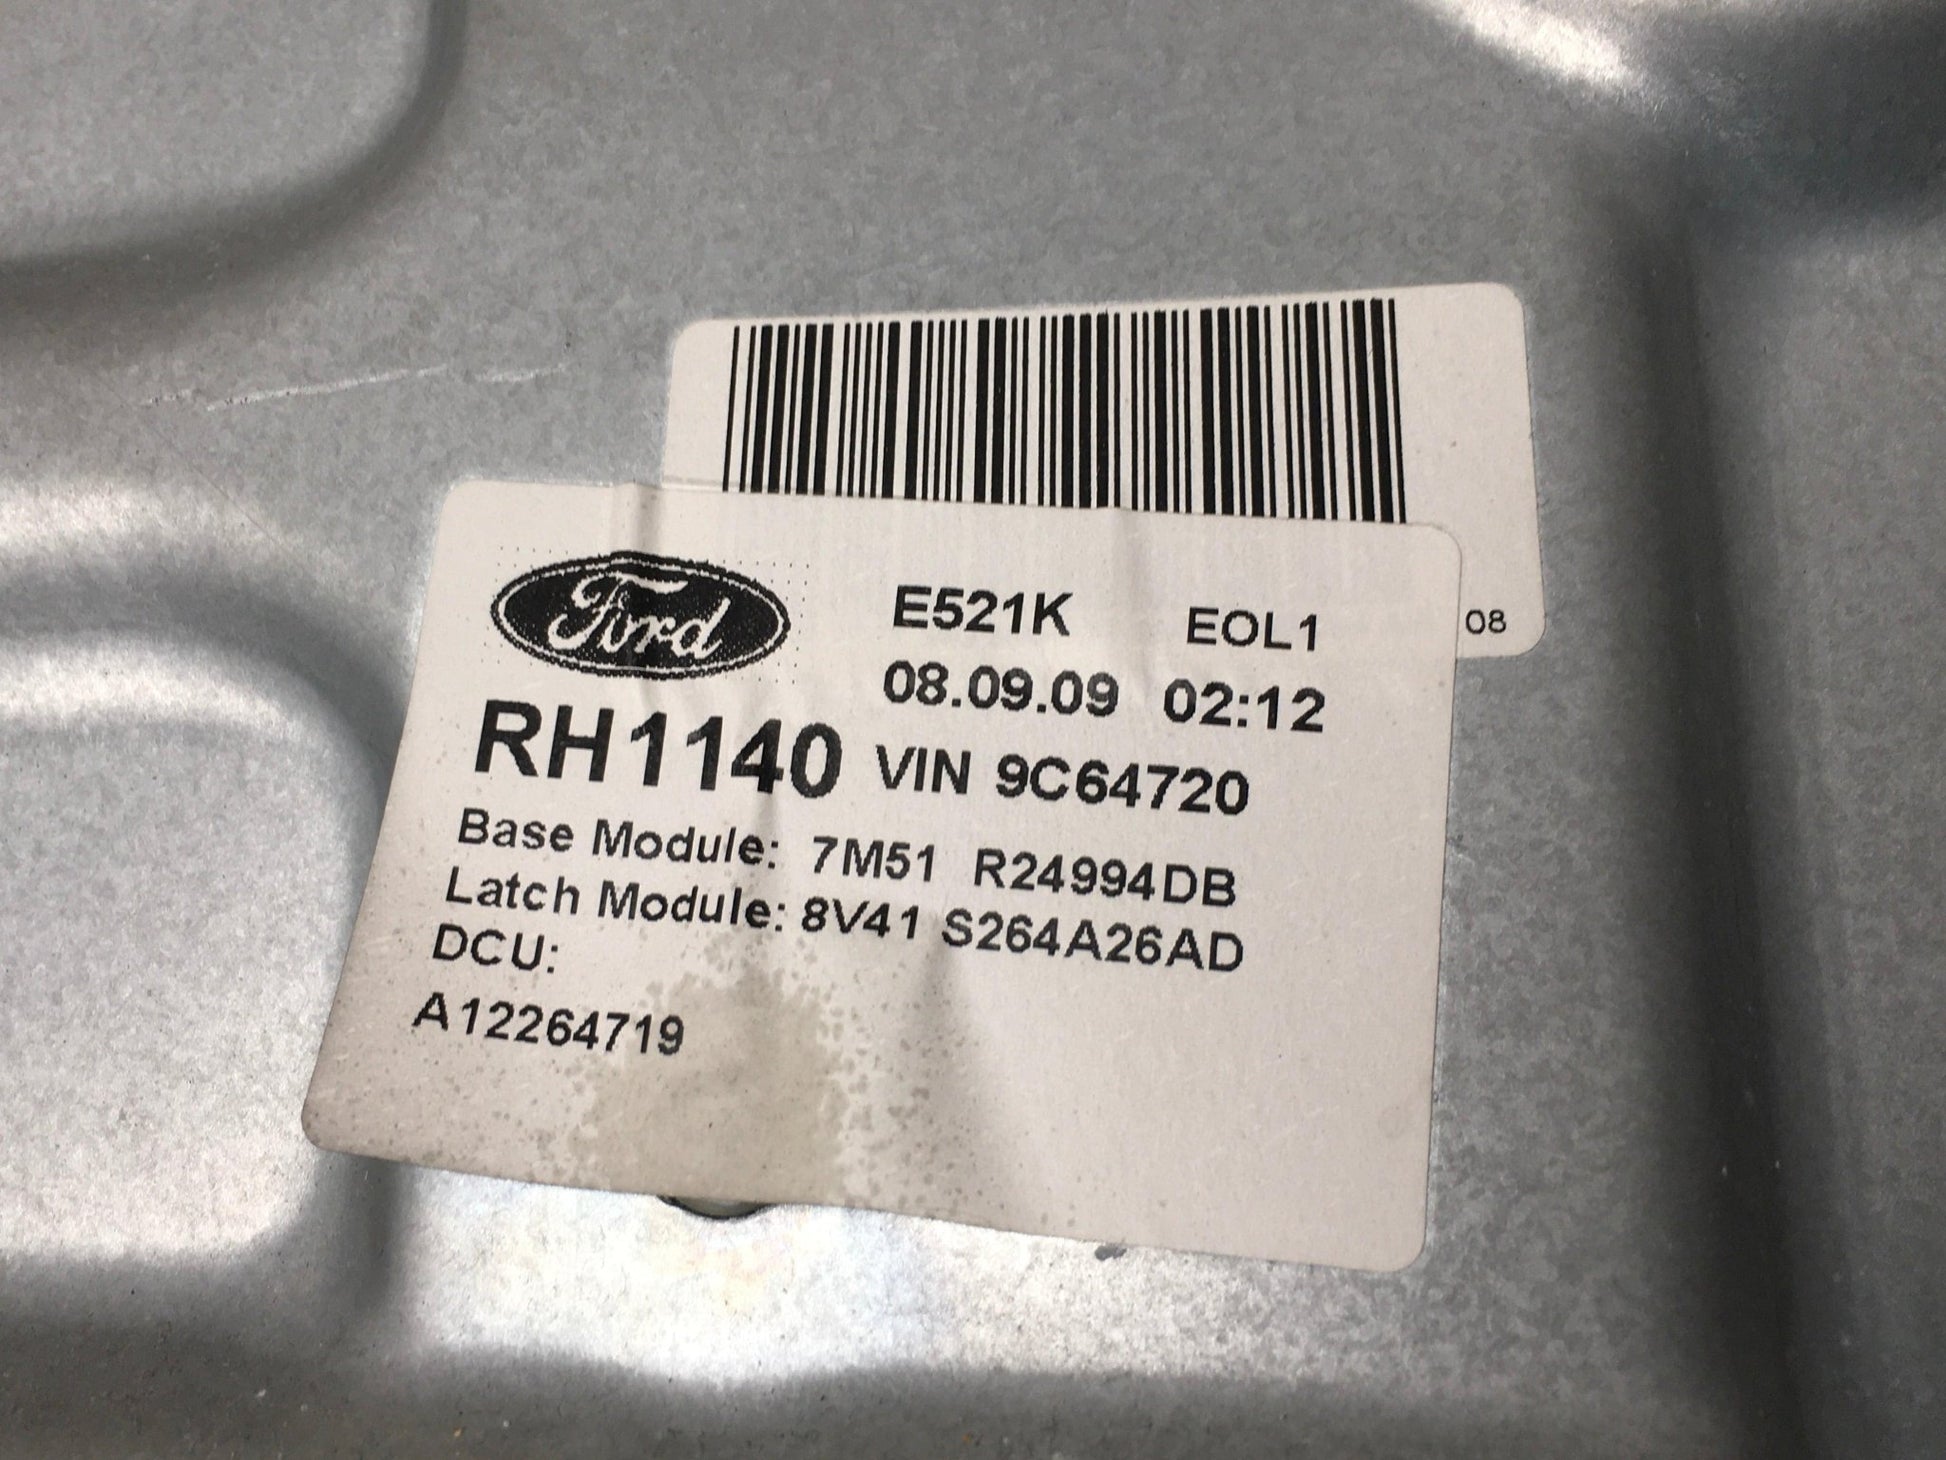 08
Ford
E521K EOL1
08.09.09 02:12
RH1140 VIN 9C64720
Base Module: 7M51 R24994DB
Latch Module: 8V41 S264A26AD
DCU:
A12264719